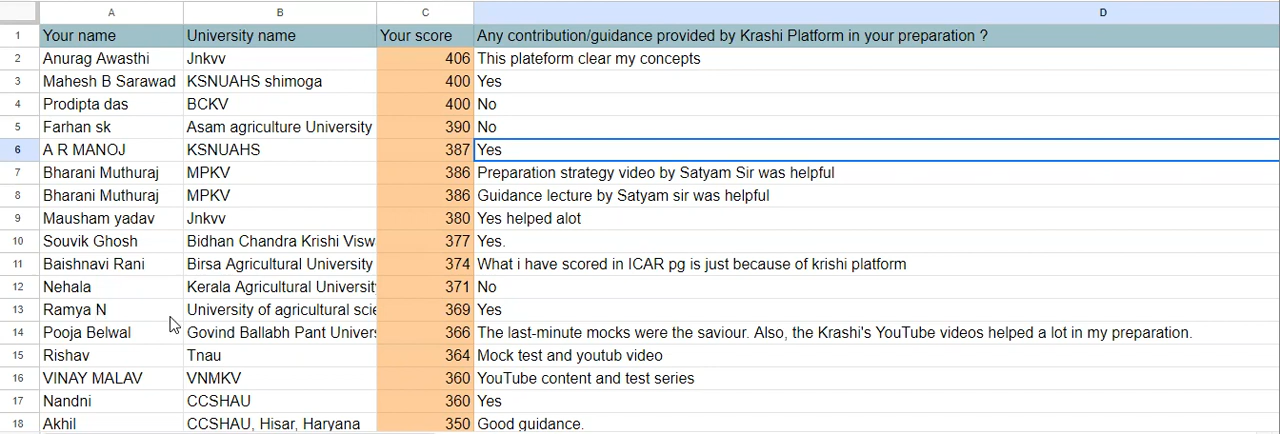 A B C D
1 Your name University name Your score Any contribution/guidance provided by Krashi Platform in your preparation ?
2 Anurag Awasthi Jnkvv 406 This plateform clear my concepts
3 Mahesh B Sarawad KSNUAHS shimoga 400 Yes
4 Prodipta das BCKV 400 No
5 Farhan sk Asam agriculture University 390 No
6 A R MANOJ KSNUAHS 387 Yes
7 Bharani Muthuraj MPKV 386 Preparation strategy video by Satyam Sir was helpful
8 Bharani Muthuraj MPKV 386 Guidance lecture by Satyam sir was helpful
9 Mausham yadav Jnkvv 380 Yes helped alot
10 Souvik Ghosh Bidhan Chandra Krishi Visw 377 Yes.
11 Baishnavi Rani Birsa Agricultural University 374 What i have scored in ICAR pg is just because of krishi platform
12 Nehala Kerala Agricultural Universit 371 No
13 Ramya N University of agricultural scie 369 Yes
14 Pooja Belwal Govind Ballabh Pant Univers 366 The last-minute mocks were the saviour. Also, the Krashi's YouTube videos helped a lot in my preparation.
15 Rishav Tnau 364 Mock test and youtub video
16 VINAY MALAV VNMKV 360 YouTube content and test series
17 Nandni CCSHAU 360 Yes
18 Akhil CCSHAU, Hisar, Haryana 350 Good guidance.